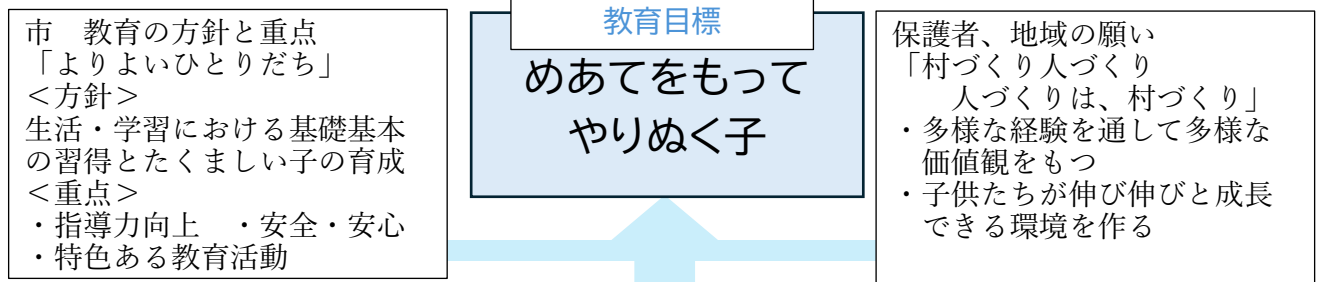 市　教育の方針と重点
「よりよいひとりだち」
＜方針＞
生活・学習における基礎基本
の習得とたくましい子の育成
＜重点＞
・指導力向上　・安全・安心
・特色ある教育活動
教育目標
めあてをもって
やりぬく子
保護者、地域の願い
「村づくり人づくり
　　人づくりは、村づくり」
・多様な経験を通して多様な
　価値観をもつ
・子供たちが伸び伸びと成長
　できる環境を作る